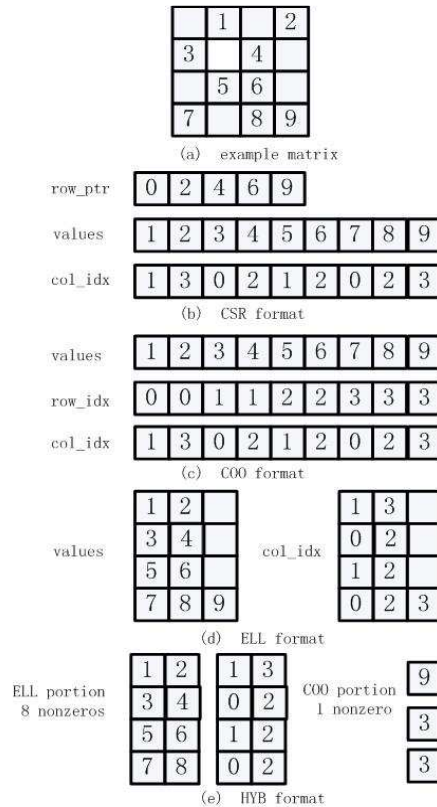 1 2
3 4
5 6
7 8 9
(a) example matrix
row_ptr 0 2 4 6 9
values 1 2 3 4 5 6 7 8 9
col_idx 1 3 0 2 1 2 0 2 3
(b) CSR format
values 1 2 3 4 5 6 7 8 9
row_idx 0 0 1 1 2 2 3 3 3
col_idx 1 3 0 2 1 2 0 2 3
(c) COO format
values
1 2
3 4
5 6
7 8 9
col_idx
1 3
0 2
1 2
0 2 3
(d) ELL format
ELL portion
8 nonzeros
1 2
3 4
5 6
7 8
1 3
0 2
1 2
0 2
COO portion
1 nonzero
9
3
3
(e) HYB format